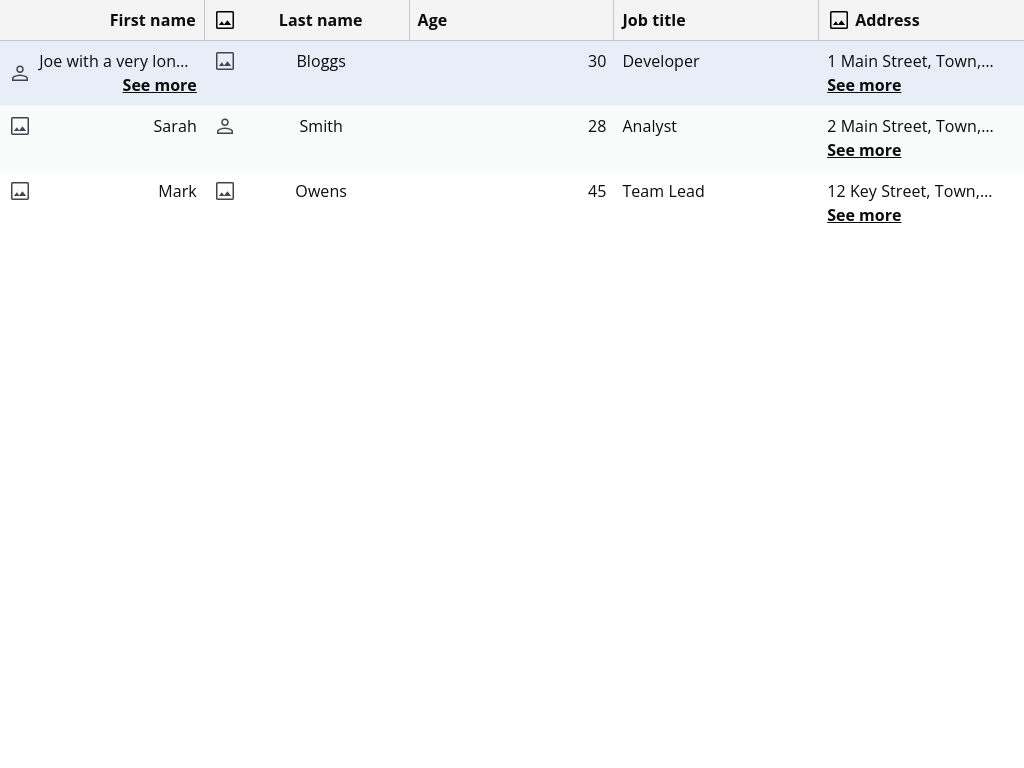 First name Last name Age Job title Address
Joe with a very lon... Bloggs 30 Developer 1 Main Street, Town,...
See more See more
Sarah Smith 28 Analyst 2 Main Street, Town,...
See more
Mark Owens 45 Team Lead 12 Key Street, Town,...
See more